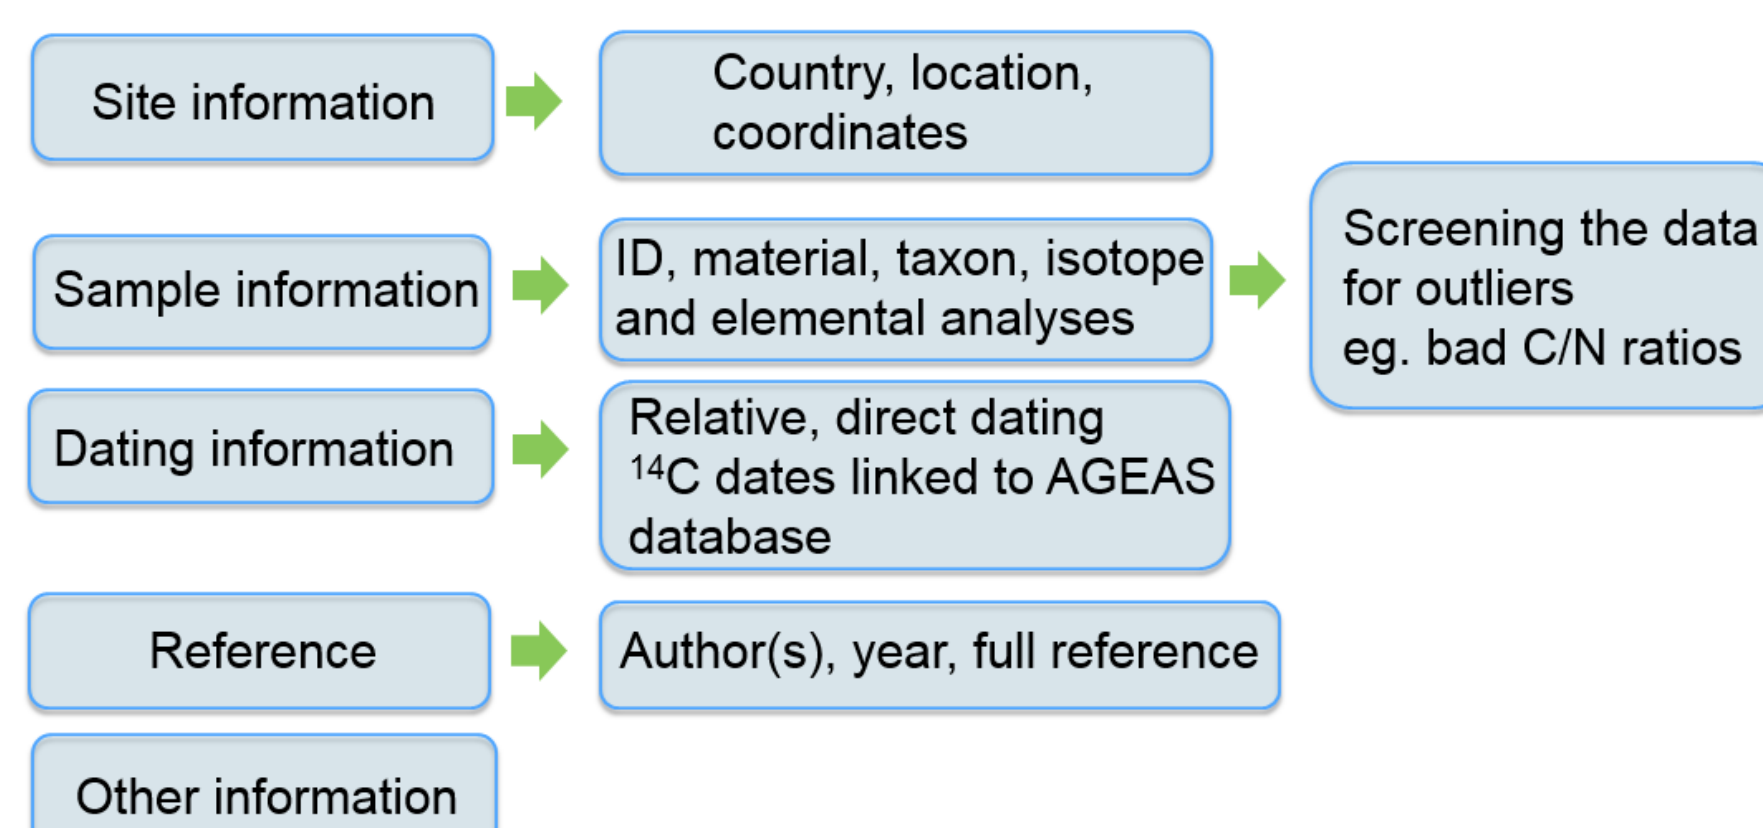 Site information
Country, location,
coordinates
Sample information
ID, material, taxon, isotope
and elemental analyses
Screening the data
for outliers
eg. bad C/N ratios
Dating information
Relative, direct dating
¹⁴C dates linked to AGEAS
database
Reference
Author(s), year, full reference
Other information